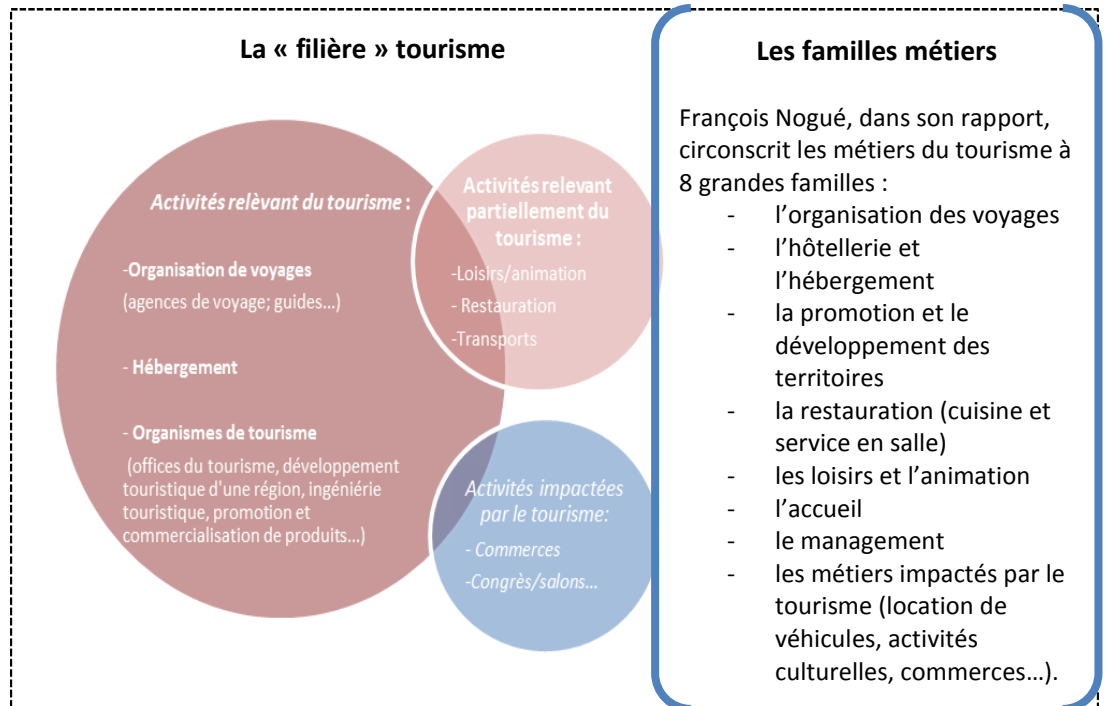 La « filière » tourisme
Activités relèvant du tourisme :
-Organisation de voyages
(agences de voyage; guides...)
- Hébergement
- Organismes de tourisme
(offices du tourisme, dévéloppement
touristique d'une région, ingéniérie
touristique, promotion et
commercialisation de produits...)
Activités relevant
partiellement du
tourisme :
-Loisirs/animation
- Restauration
-Transports
Activités impactées
par le tourisme:
- Commerces
-Congrès/salons...
Les familles métiers
François Nogué, dans son rapport,
circonscrit les métiers du tourisme à
8 grandes familles :
- l’organisation des voyages
- l’hôtellerie et
l’hébergement
- la promotion et le
développement des
territoires
- la restauration (cuisine et
service en salle)
- les loisirs et l’animation
- l’accueil
- le management
- les métiers impactés par le
tourisme (location de
véhicules, activités
culturelles, commerces…).